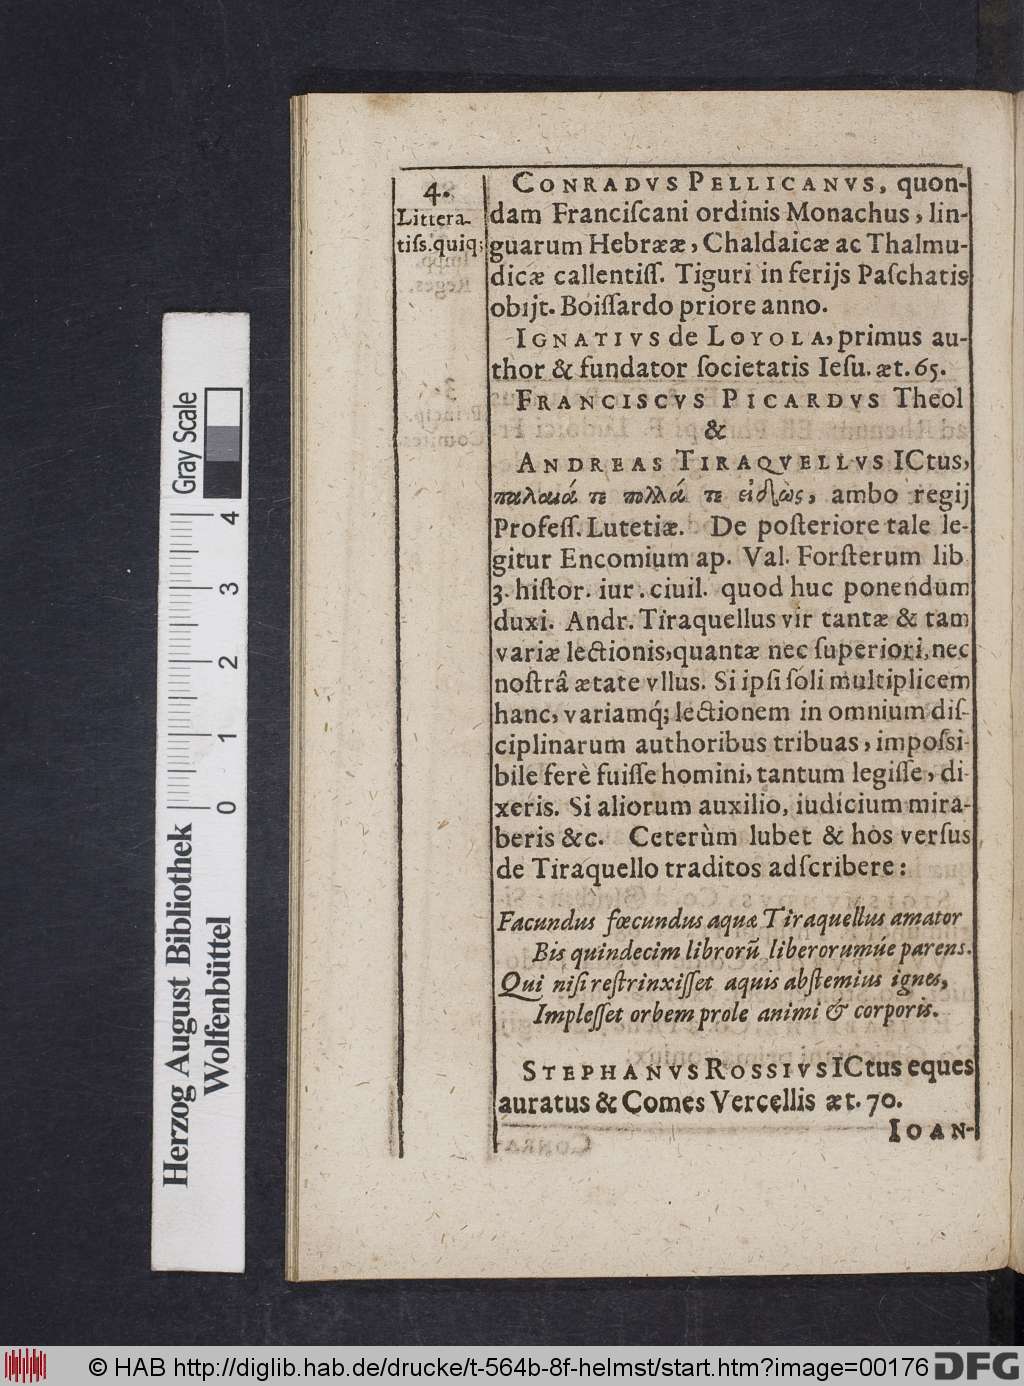 4.
Littera-
tiſs.quiq;
CONRADVS PELLICANVS, quon-
dam Franciſcani ordinis Monachus, lin-
guarum Hebrææ, Chaldaicæ ac Thalmu-
dicæ callentiſſ. Tiguri in ferijs Paſchatis
obijt. Boiſſardo priore anno.
IGNATIVS de LOYOLA, primus au-
thor & fundator ſocietatis Ieſu. æt. 65.
FRANCISCVS PICARDVS Theol
&
ANDREAS TIRAQVELLVS ICtus,
παλαιά τε πολλά τε εἰδὼς, ambo regij
Profeſſ. Lutetiæ. De poſteriore tale le-
gitur Encomium ap. Val. Forſterum lib
3. hiſtor. iur. ciuil. quod huc ponendum
duxi. Andr. Tiraquellus vir tantæ & tam
variæ lectionis, quantæ nec ſuperiori, nec
noſtrâ ætate vllus. Si ipſi ſoli multiplicem
hanc, variamq́; lectionem in omnium diſ-
ciplinarum authoribus tribuas, impoſsi-
bile ferè fuiſſe homini, tantum legiſſe, di-
xeris. Si aliorum auxilio, iudicium mira-
beris &c. Ceterùm lubet & hos verſus
de Tiraquello traditos adſcribere:
Facundus fœcundus aquæ Tiraquellus amator
Bis quindecim librorũ liberorumúe parens.
Qui niſi reſtrinxiſſet aquis abſtemius ignes,
Impleſſet orbem prole animi & corporis.
STEPHANVS ROSSIVS ICtus eques
auratus & Comes Vercellis æt. 70.
IOAN-
Gray Scale
4
3
2
1
0
Herzog August Bibliothek
Wolfenbüttel
© HAB http://diglib.hab.de/drucke/t-564b-8f-helmst/start.htm?image=00176
DFG